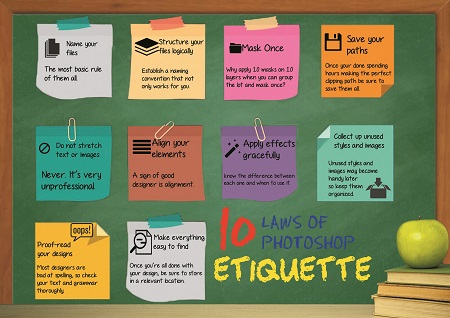 Name your
files
The most basic rule
of them all
Structure your
files logically
Establish a naming
convention that not
only works for you.
Mask Once
Why apply 10 masks on 10
layers when you can group
the lot and mask once?
Save your
paths
Once your done spending
hours making the perfect
clipping path be sure to
save them all.
Do not stretch
text or images
Never. It's very
unprofessional
Align your
elements
A sign of good
designer is alignment.
Apply effects
gracefully
know the difference between
each one and when to use if.
Collect up unused
styles and images
Unused styles and
images may become
handy later
so keep them
organized.
oops!
Proof-read
your designs
Most designers are
bad at spelling, so check
your text and grammar
thoroughly.
Make everything
easy to find
Once you're all done with
your design, be sure to store
in a relevant location.
10 LAWS OF
PHOTOSHOP
ETIQUETTE